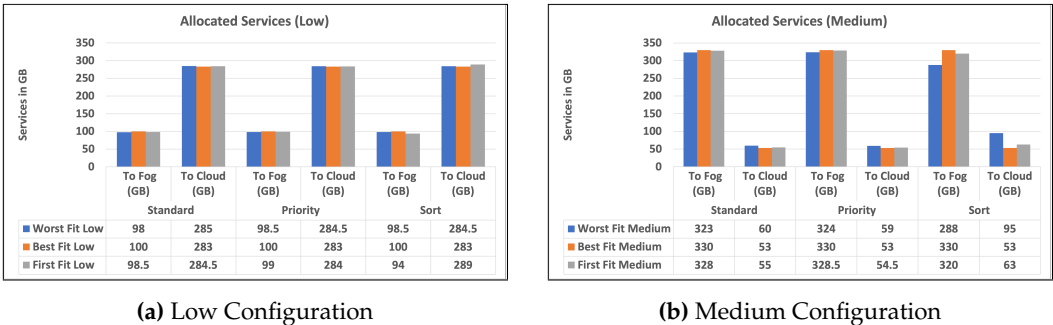 Allocated Services (Low)
Services in GB
350
300
250
200
150
100
50
0
To Fog (GB) To Cloud (GB) To Fog (GB) To Cloud (GB) To Fog (GB) To Cloud (GB)
Standard Priority Sort
Worst Fit Low 98 285 98.5 284.5 98.5 284.5
Best Fit Low 100 283 100 283 100 283
First Fit Low 98.5 284.5 99 284 94 289
(a) Low Configuration
Allocated Services (Medium)
Services in GB
350
300
250
200
150
100
50
0
To Fog (GB) To Cloud (GB) To Fog (GB) To Cloud (GB) To Fog (GB) To Cloud (GB)
Standard Priority Sort
Worst Fit Medium 323 60 324 59 288 95
Best Fit Medium 330 53 330 53 330 53
First Fit Medium 328 55 328.5 54.5 320 63
(b) Medium Configuration